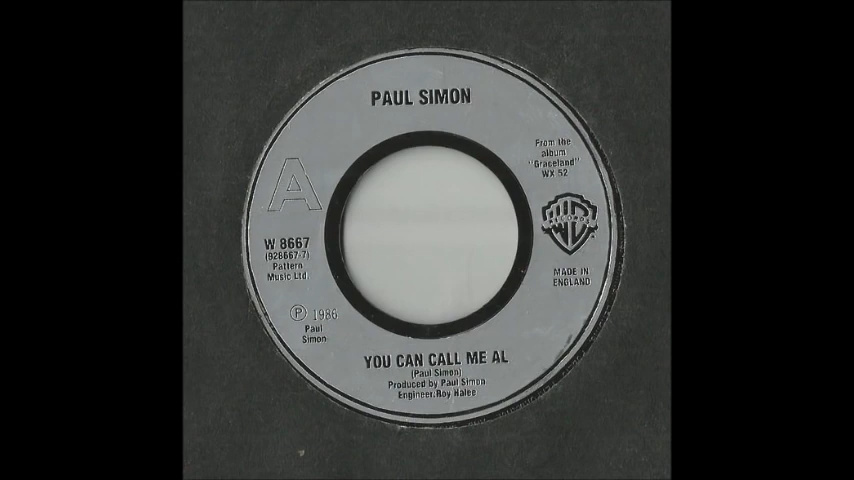 PAUL SIMON
From the
album
"Graceland"
WX 52
A
W 8667
(928667-7)
Pattern
Music Ltd.
RECORDS
MADE IN
ENGLAND
Ⓟ 1986
Paul
Simon
YOU CAN CALL ME AL
(Paul Simon)
Produced by Paul Simon
Engineer:Roy Halee